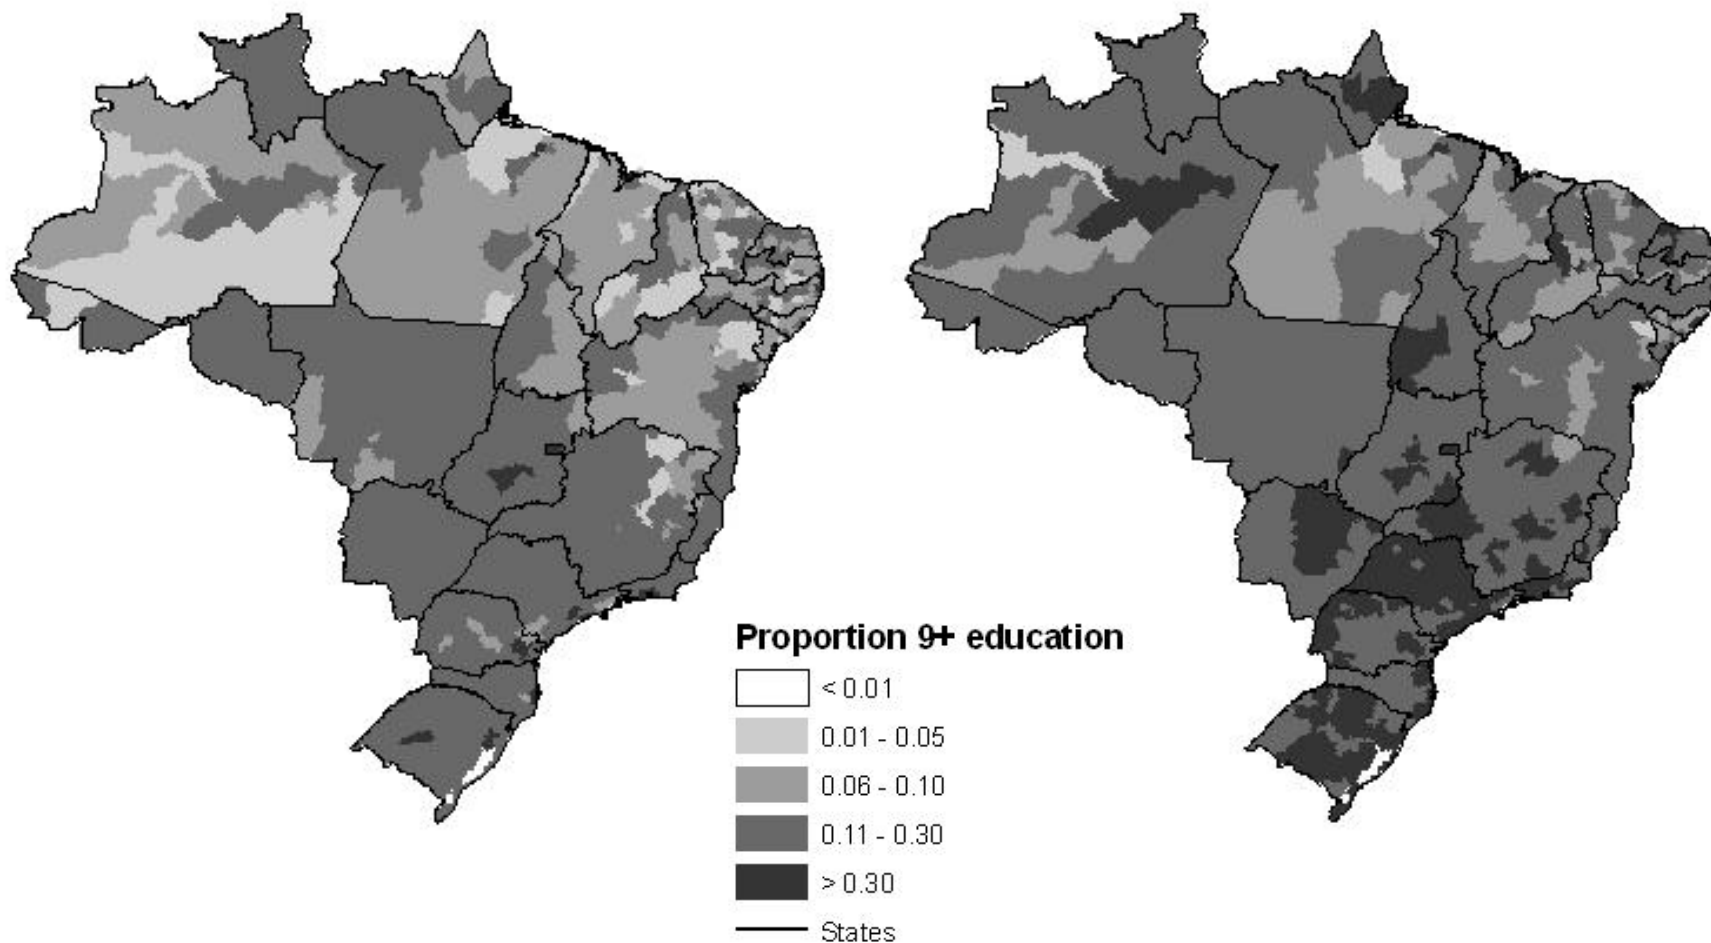 Proportion 9+ education
< 0.01
0.01 - 0.05
0.06 - 0.10
0.11 - 0.30
> 0.30
States